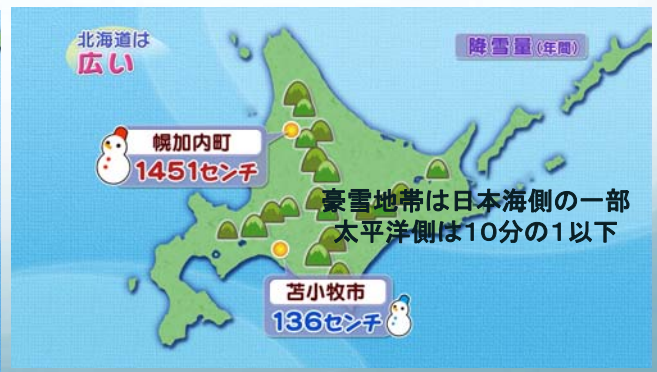 北海道は
広い
降雪量(年間)
幌加内町
1451センチ
豪雪地帯は日本海側の一部
太平洋側は10分の1以下
苫小牧市
136センチ